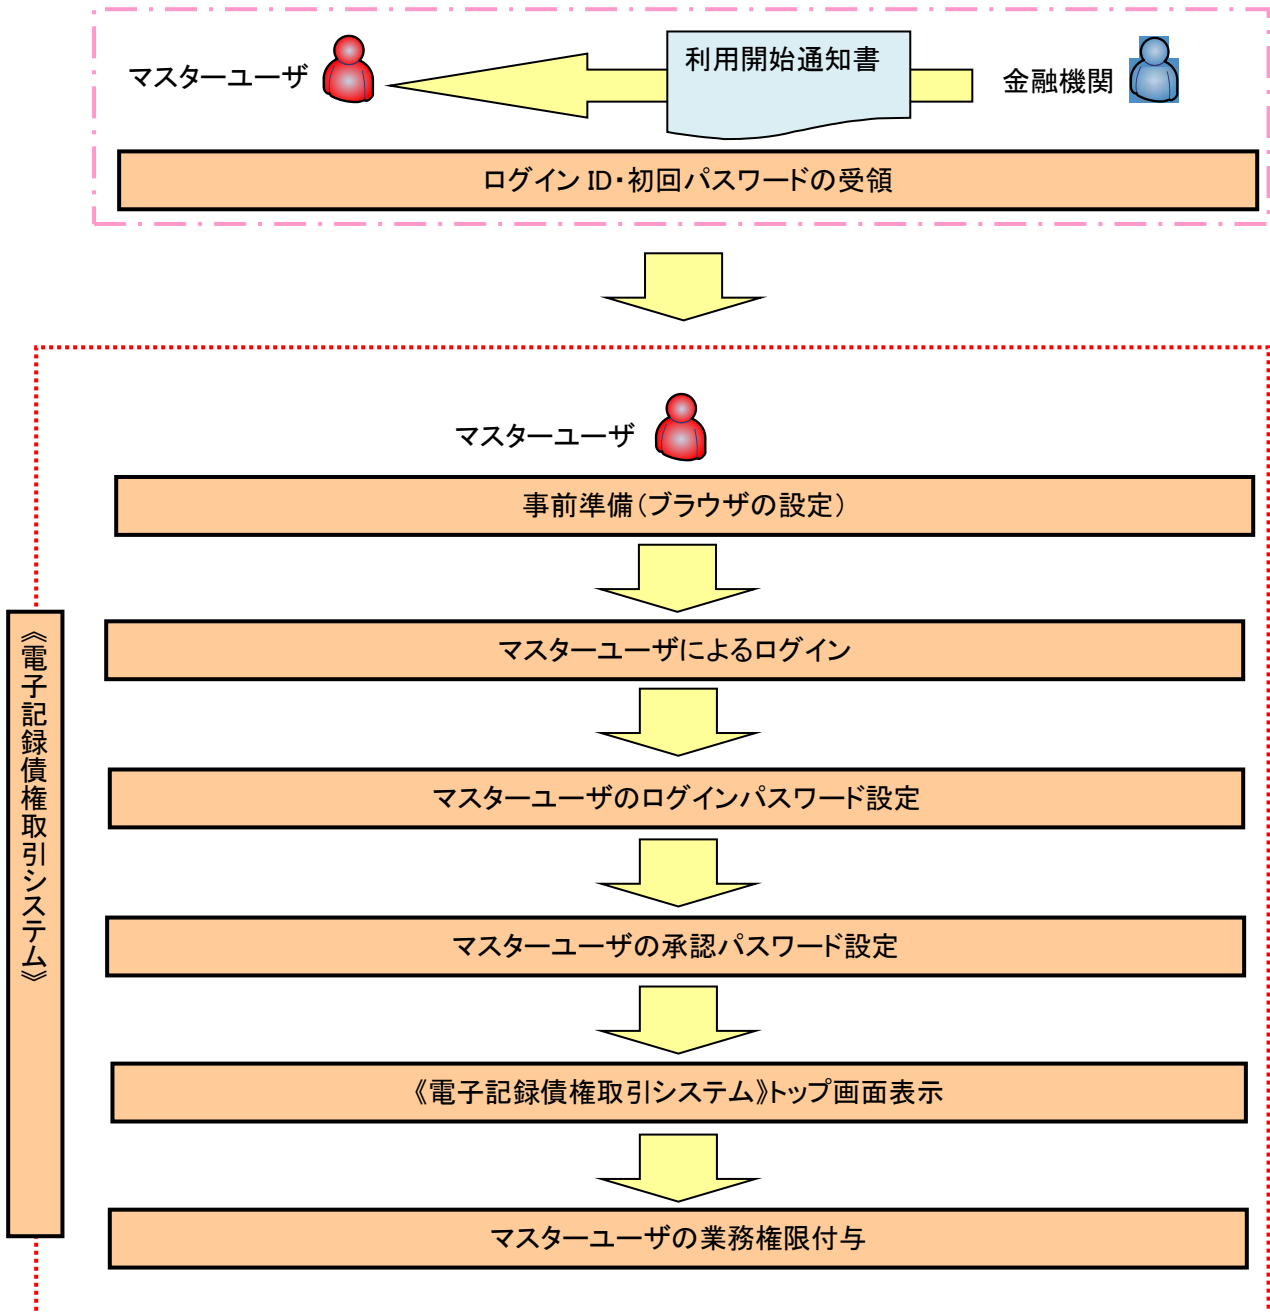 マスターユーザ
利用開始通知書
金融機関
ログイン ID・初回パスワードの受領
マスターユーザ
事前準備（ブラウザの設定）
マスターユーザによるログイン
《電子記録債権取引システム》
マスターユーザのログインパスワード設定
マスターユーザの承認パスワード設定
《電子記録債権取引システム》トップ画面表示
マスターユーザの業務権限付与